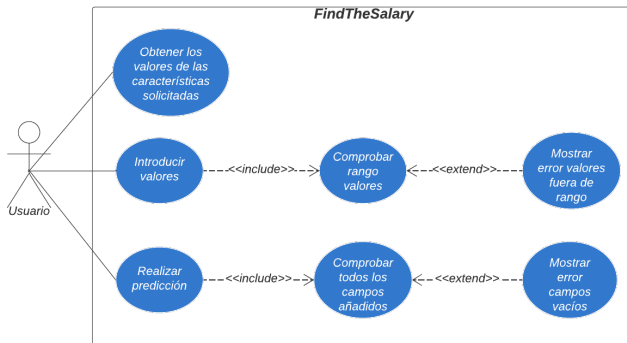 FindTheSalary
Obtener los
valores de las
características
solicitadas
Usuario
Introducir
valores
<<include>>
Comprobar
rango
valores
<<extend>>
Mostrar
error valores
fuera de
rango
Realizar
predicción
<<include>>
Comprobar
todos los
campos
añadidos
<<extend>>
Mostrar
error
campos
vacíos